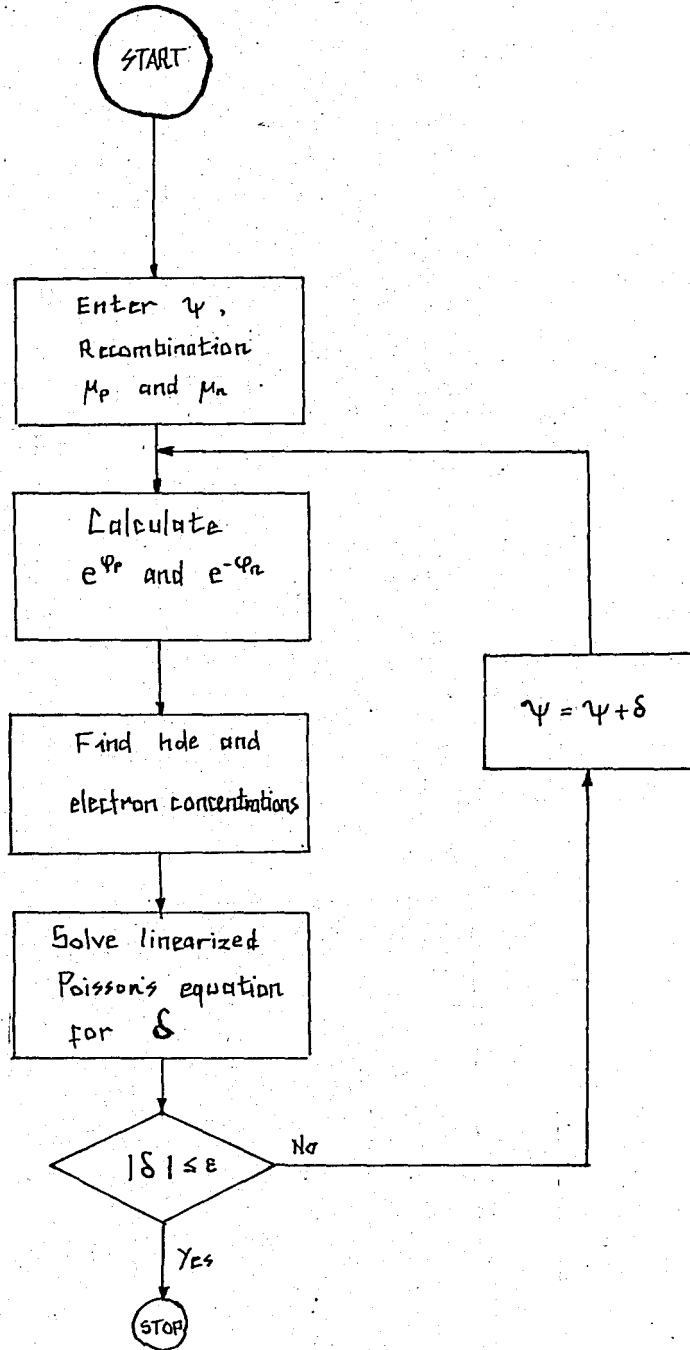 START
Enter ψ,
Recombination
μp and μn
Calculate
e^φp and e^-φn
Find hole and
electron concentrations
ψ = ψ + δ
Solve linearized
Poisson's equation
for δ
|δ| ≤ ε
No
Yes
STOP